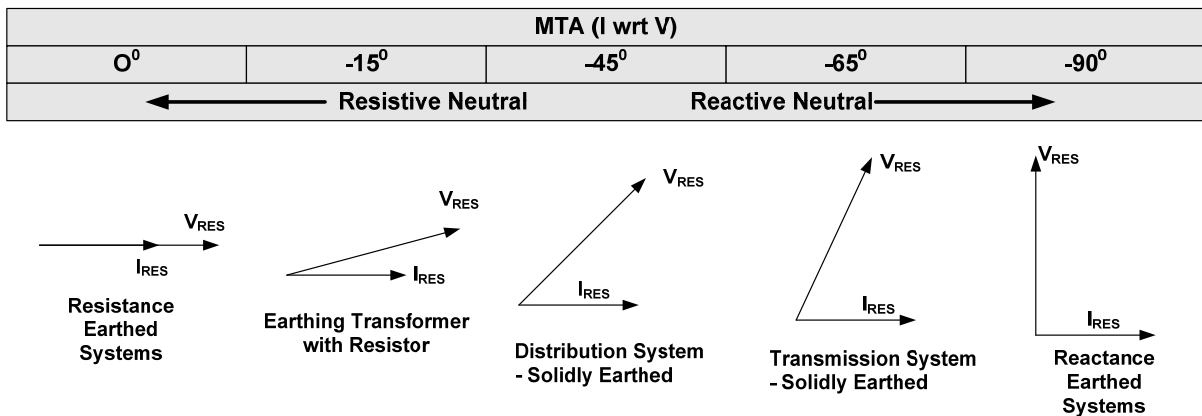 MTA (I wrt V)
O⁰ -15⁰ -45⁰ -65⁰ -90⁰
Resistive Neutral Reactive Neutral
V_RES
I_RES
Resistance
Earthed
Systems
V_RES
I_RES
Earthing Transformer
with Resistor
V_RES
I_RES
Distribution System
- Solidly Earthed
V_RES
I_RES
Transmission System
- Solidly Earthed
V_RES
I_RES
Reactance
Earthed
Systems